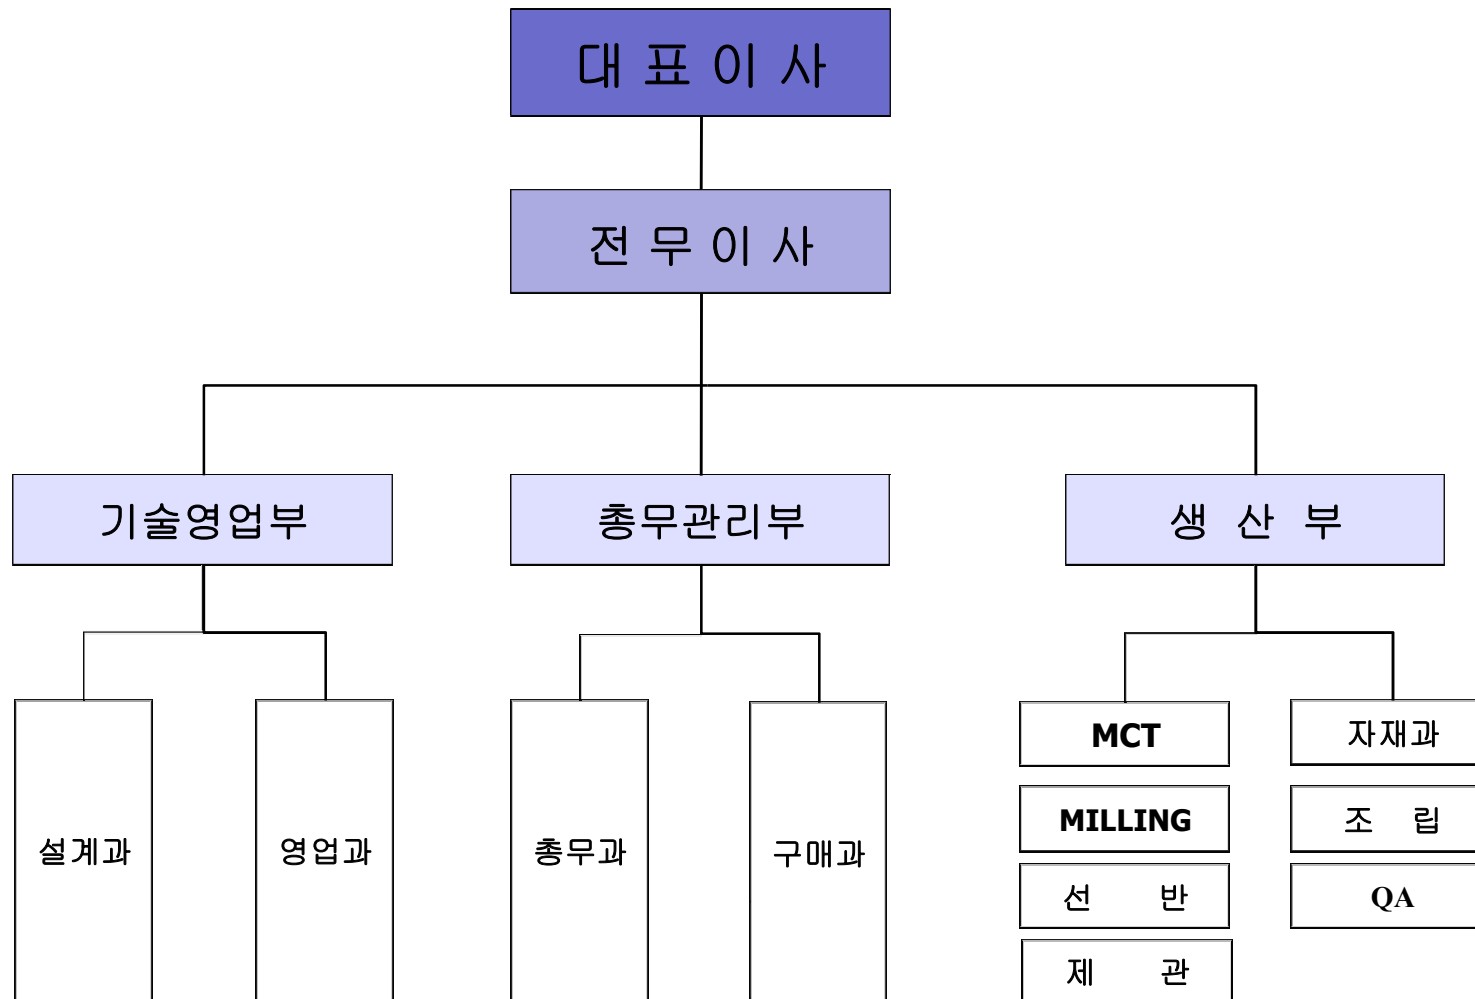 대 표 이 사
전 무 이 사
기술영업부
총무관리부
생 산 부
설계과
영업과
총무과
구매과
MCT
MILLING
선 반
제 관
자재과
조 립
QA